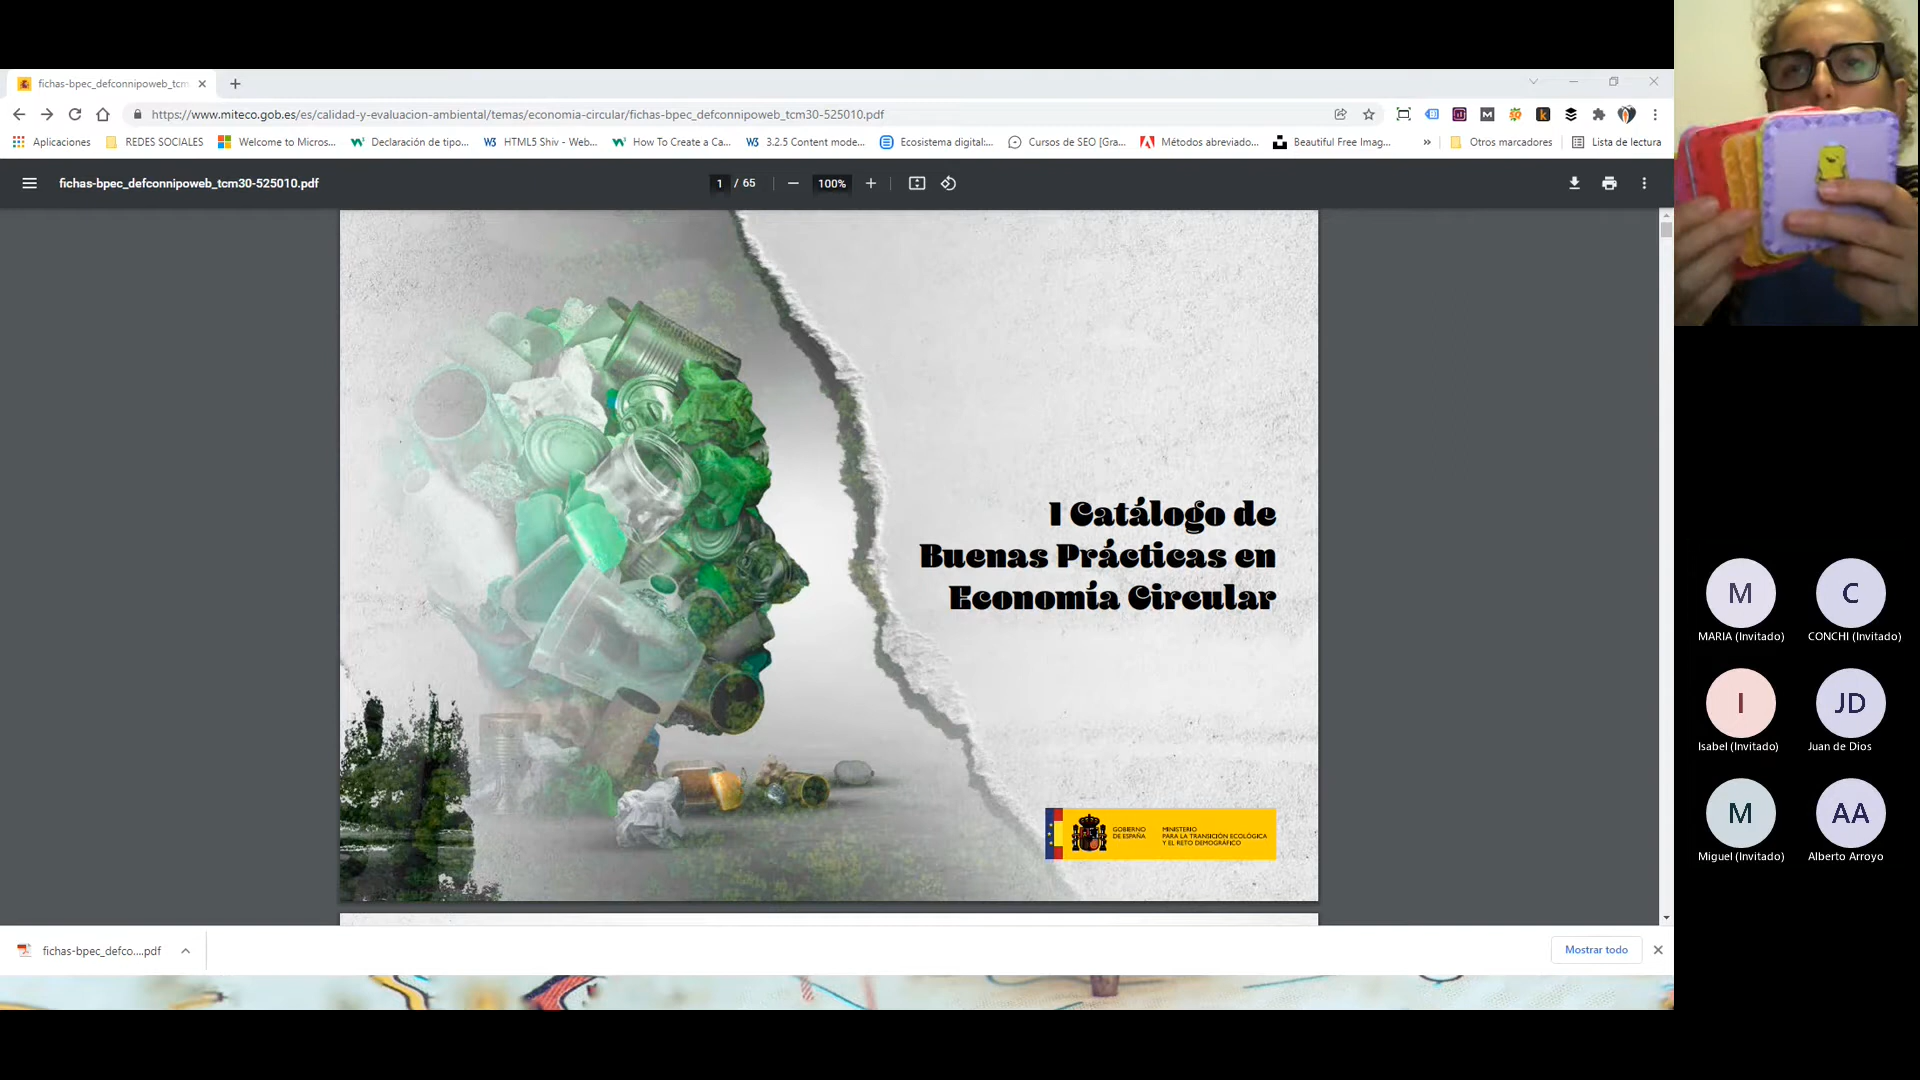 fichas-bpec_defconnipoweb_tcm
https://www.miteco.gob.es/es/calidad-y-evaluacion-ambiental/temas/economia-circular/fichas-bpec_defconnipoweb_tcm30-525010.pdf
Aplicaciones
REDES SOCIALES
Welcome to Micros...
Declaración de tipo...
HTML5 Shiv - Web...
How To Create a Ca...
3.2.5 Content mode...
Ecosistema digital:...
Cursos de SEO [Gra...
Métodos abreviado...
Beautiful Free Imag...
»
Otros marcadores
Lista de lectura
fichas-bpec_defconnipoweb_tcm30-525010.pdf
1 / 65
100%
I Catálogo de
Buenas Prácticas en
Economía Circular
GOBIERNO
DE ESPAÑA
MINISTERIO
PARA LA TRANSICIÓN ECOLÓGICA
Y EL RETO DEMOGRÁFICO
fichas-bpec_defco....pdf
Mostrar todo
M
MARIA (Invitado)
C
CONCHI (Invitado)
I
Isabel (Invitado)
JD
Juan de Dios
M
Miguel (Invitado)
AA
Alberto Arroyo